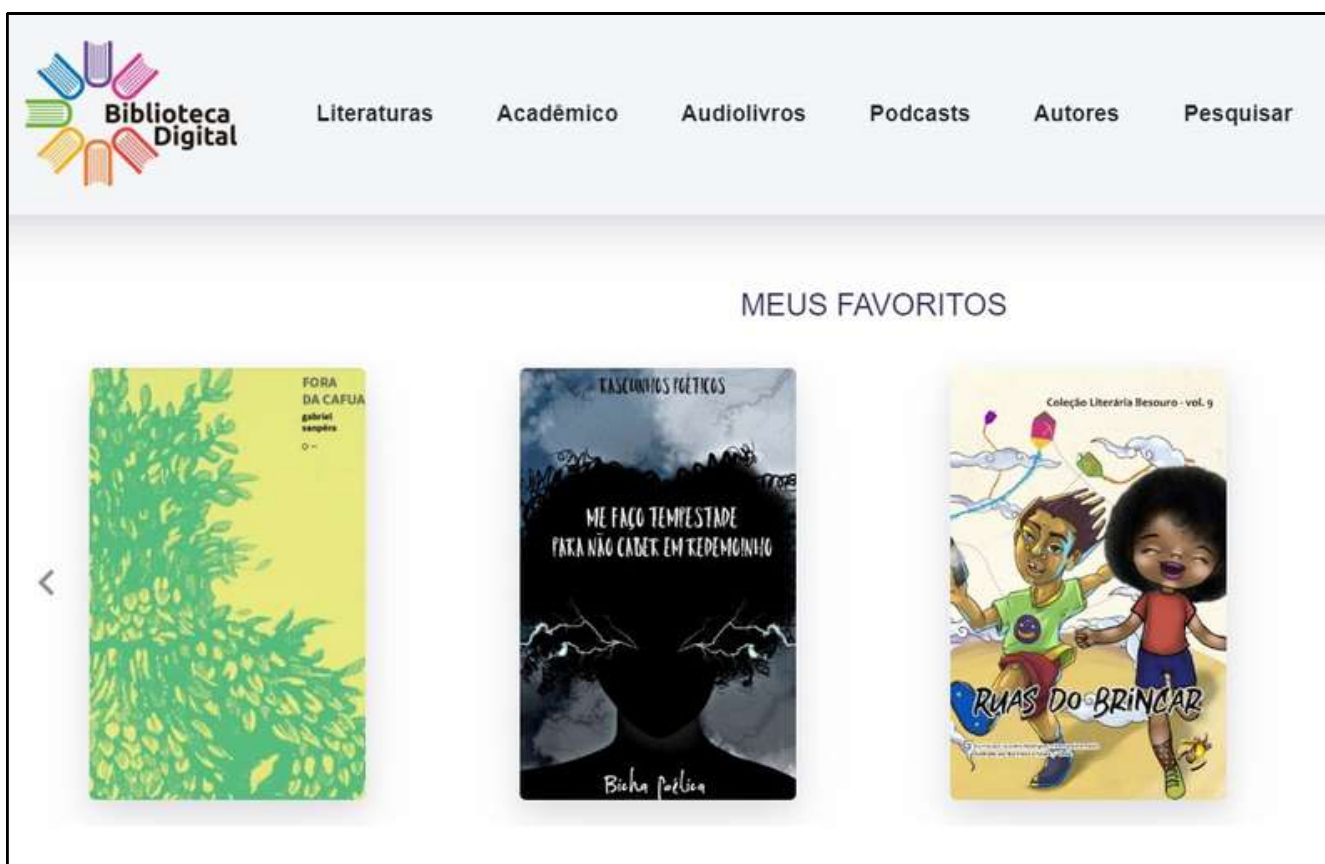 Biblioteca
Digital
Literaturas
Acadêmico
Audiolivros
Podcasts
Autores
Pesquisar
MEUS FAVORITOS
FORA
DA CAFUA
gabriel
sanpêra
RASCUNHOS POÉTICOS
ME FAÇO TEMPESTADE
PARA NÃO CABER EM REDEMOINHO
Bicha Poética
Coleção Literária Besouro - vol. 9
RUAS DO BRINCAR